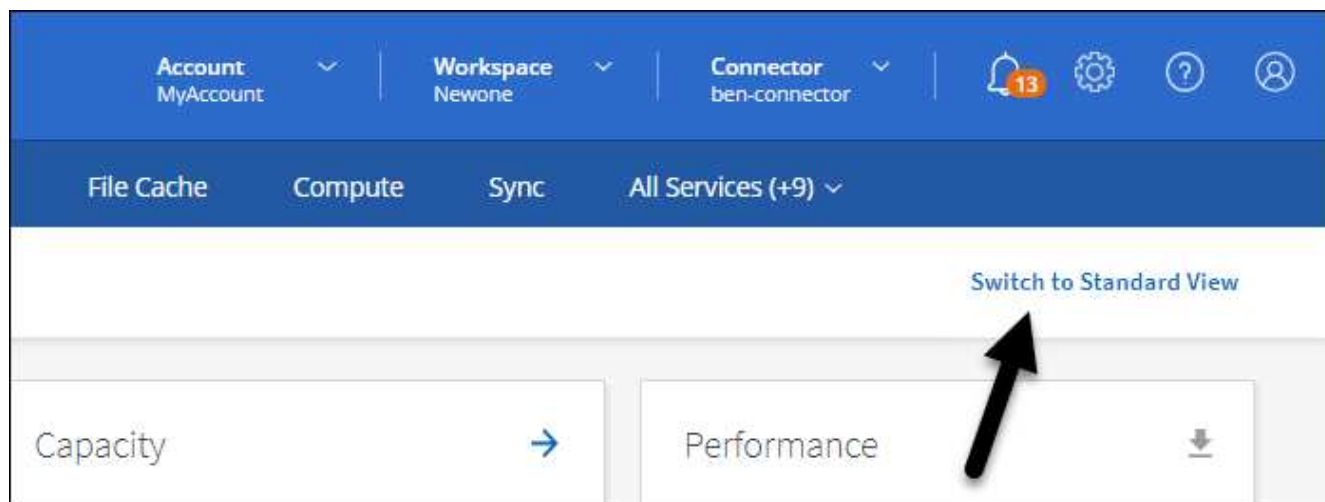 Account
MyAccount
Workspace
Newone
Connector
ben-connector
13
?
File Cache
Compute
Sync
All Services (+9)
Switch to Standard View
Capacity
Performance